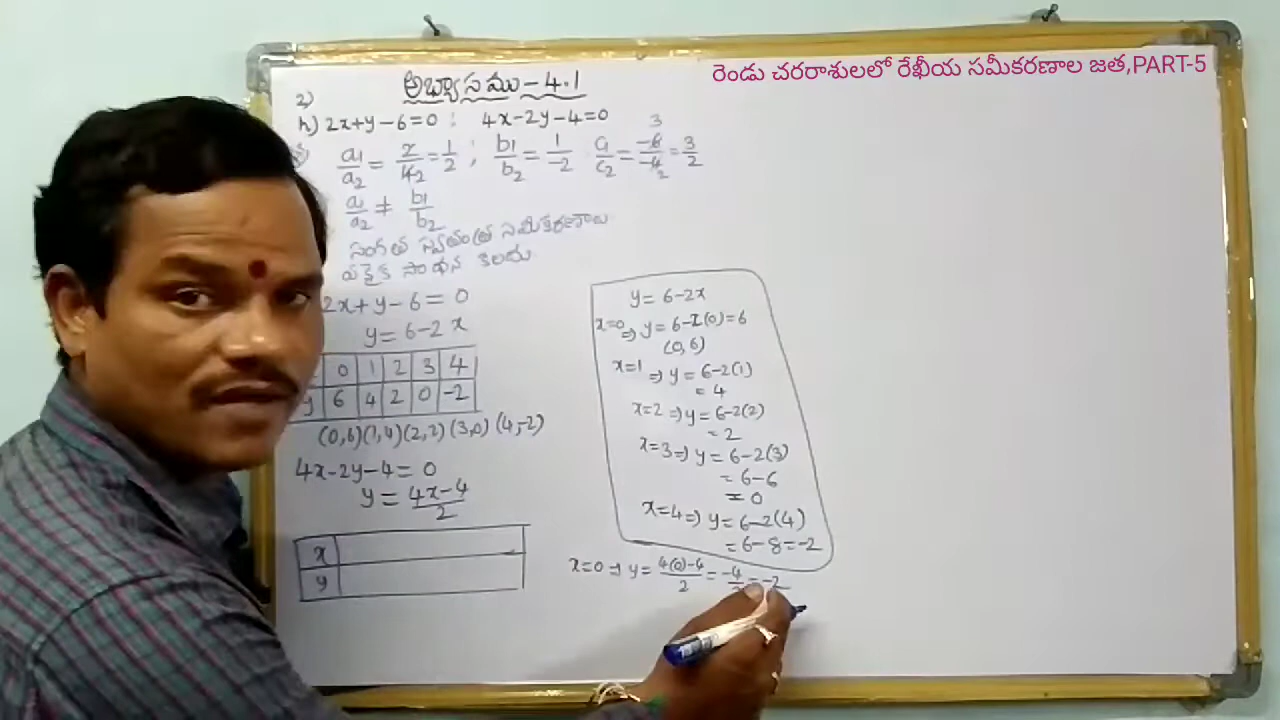 రెండు చరరాశులలో రేఖీయ సమీకరణాల జత,PART-5
అభ్యాసము - 4.1
2)
h) 2x+y-6=0 ; 4x-2y-4=0
a1/a2 = 2/4 2 = 1/2 ; b1/b2 = 1/-2 c1/c2 = -6 3/-4 2 = 3/2
a1/a2 ≠ b1/b2
సంగత స్వతంత్ర సమీకరణాలు
ఏకైక సాధన కలదు
2x+y-6=0
y=6-2x
0 1 2 3 4
y 6 4 2 0 -2
(0,6)(1,4)(2,2)(3,0)(4,-2)
4x-2y-4=0
y=4x-4/2
x
y
y=6-2x
x=0 ⇒ y=6-2(0)=6
(0,6)
x=1 ⇒ y=6-2(1)
=4
x=2 ⇒ y=6-2(2)
=2
x=3 ⇒ y=6-2(3)
=6-6
=0
x=4 ⇒ y=6-2(4)
=6-8=-2
x=0 ⇒ y=4(0)-4/2=-4/2=-2